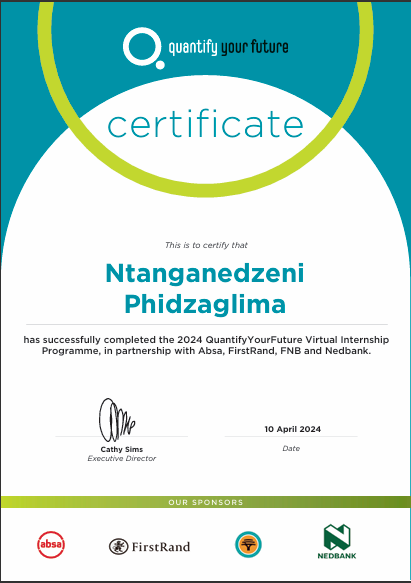 quantify your future
certificate
This is to certify that
Ntanganedzeni
Phidzaglima
has successfully completed the 2024 QuantifyYourFuture Virtual Internship
Programme, in partnership with Absa, FirstRand, FNB and Nedbank.
10 April 2024
Cathy Sims
Date
Executive Director
OUR SPONSORS
absa
FirstRand
NEDBANK